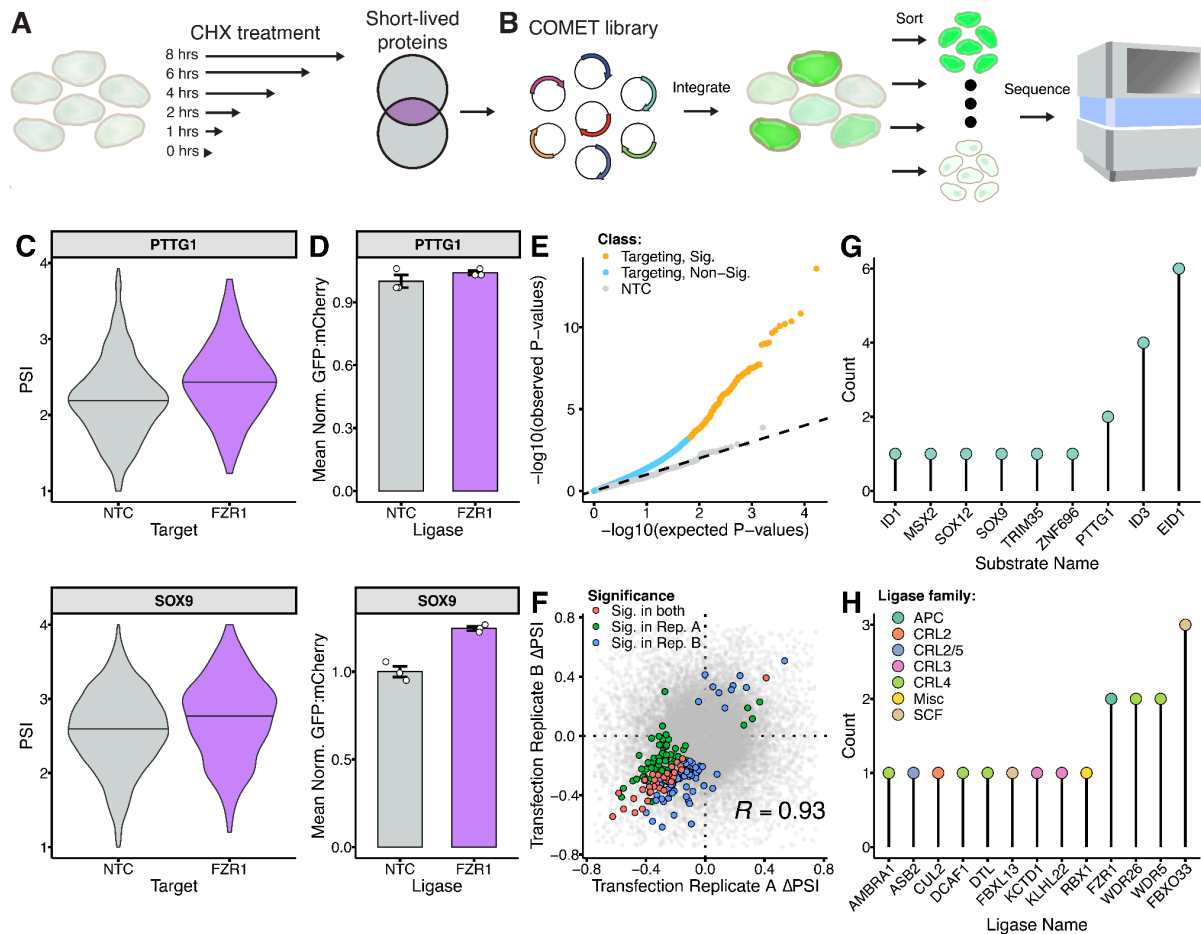 A
CHX treatment
8 hrs
6 hrs
4 hrs
2 hrs
1 hrs
0 hrs
Short-lived
proteins
B
COMET library
Integrate
Sort
Sequence
C
PTTG1
PSI
4
3
2
1
NTC
FZR1
Target
SOX9
PSI
4
3
2
1
NTC
FZR1
Target
D
PTTG1
Mean Norm. GFP:mCherry
0.9
0.6
0.3
0.0
NTC
FZR1
Ligase
SOX9
Mean Norm. GFP:mCherry
1.0
0.5
0.0
NTC
FZR1
Ligase
E
Class:
Targeting, Sig.
Targeting, Non−Sig.
NTC
−log10(observed P−values)
10
5
0
0
1
2
3
4
−log10(expected P−values)
F
Significance
Sig. in both
Sig. in Rep. A
Sig. in Rep. B
Transfection Replicate B ΔPSI
0.8
0.4
0.0
−0.4
−0.8
R = 0.93
−0.8
−0.4
0.0
0.4
0.8
Transfection Replicate A ΔPSI
G
Count
6
4
2
0
ID1
MSX2
SOX12
SOX9
TRIM35
ZNF696
PTTG1
ID3
EID1
Substrate Name
H
Ligase family:
APC
CRL2
CRL2/5
CRL3
CRL4
Misc
SCF
Count
3
2
1
0
AMBRA1
ASB2
CUL2
DCAF1
DTL
FBXL13
KCTD1
KLHL22
RBX1
FZR1
WDR26
WDR5
FBXO33
Ligase Name